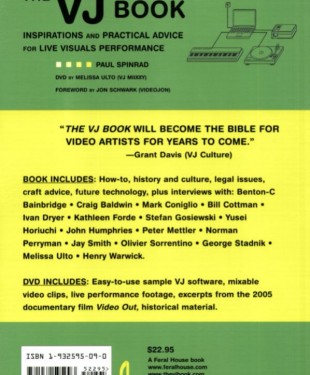 THE
VJ BOOK
INSPIRATIONS AND PRACTICAL ADVICE
FOR LIVE VISUALS PERFORMANCE
PAUL SPINRAD
DVD BY MELISSA ULTO (VJ MIIXXY)
FOREWORD BY JON SCHWARK (VIDEOJON)
"THE VJ BOOK WILL BECOME THE BIBLE FOR
VIDEO ARTISTS FOR YEARS TO COME."
—Grant Davis (VJ Culture)
BOOK INCLUDES: How-to, history and culture, legal issues,
craft advice, future technology, plus interviews with: Benton-C
Bainbridge • Craig Baldwin • Mark Coniglio • Bill Cottman •
Ivan Dryer • Kathleen Forde • Stefan Gosiewski • Yusei
Horiuchi • John Humphries • Peter Mettler • Norman
Perryman • Jay Smith • Olivier Sorrentino • George Stadnik •
Melissa Ulto • Henry Warwick.
DVD INCLUDES: Easy-to-use sample VJ software, mixable
video clips, live performance footage, excerpts from the 2005
documentary film Video Out, historical material.
ISBN 1-932595-09-0
52295
$22.95
A Feral House book
www.feralhouse.com